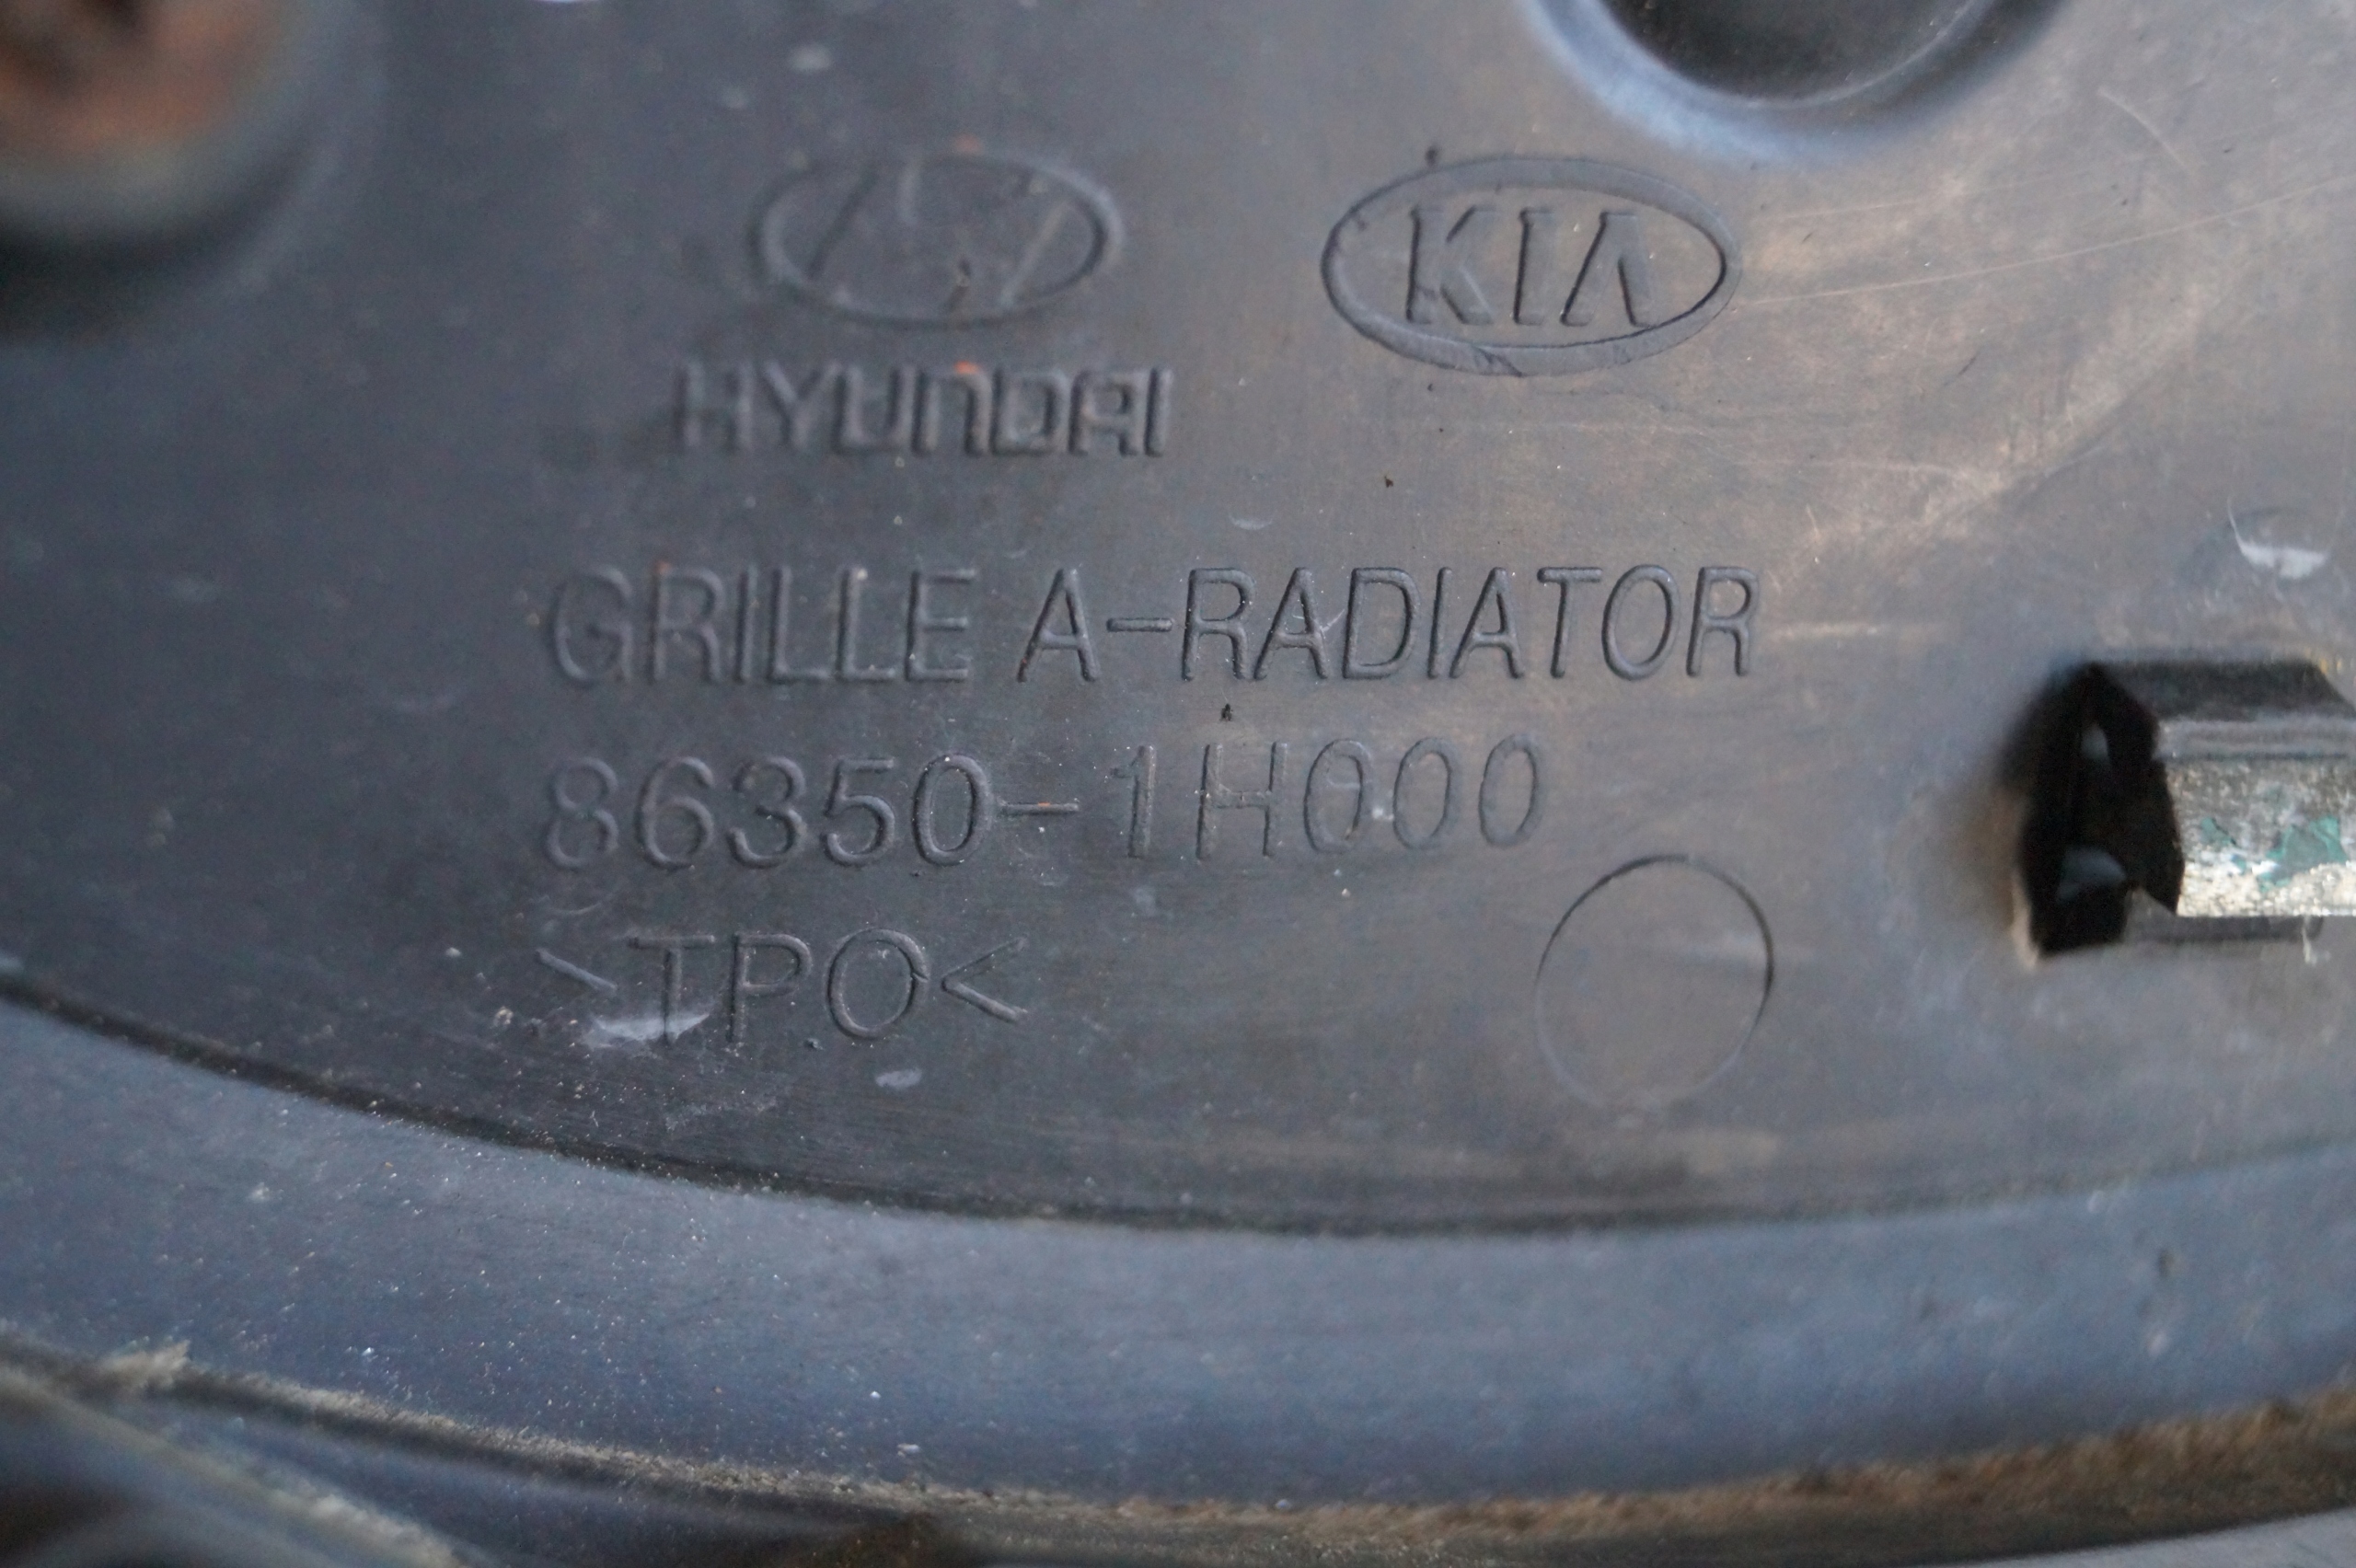 HYUNDAI
KIA
GRILLE A-RADIATOR
86350-1H000
>TPO<